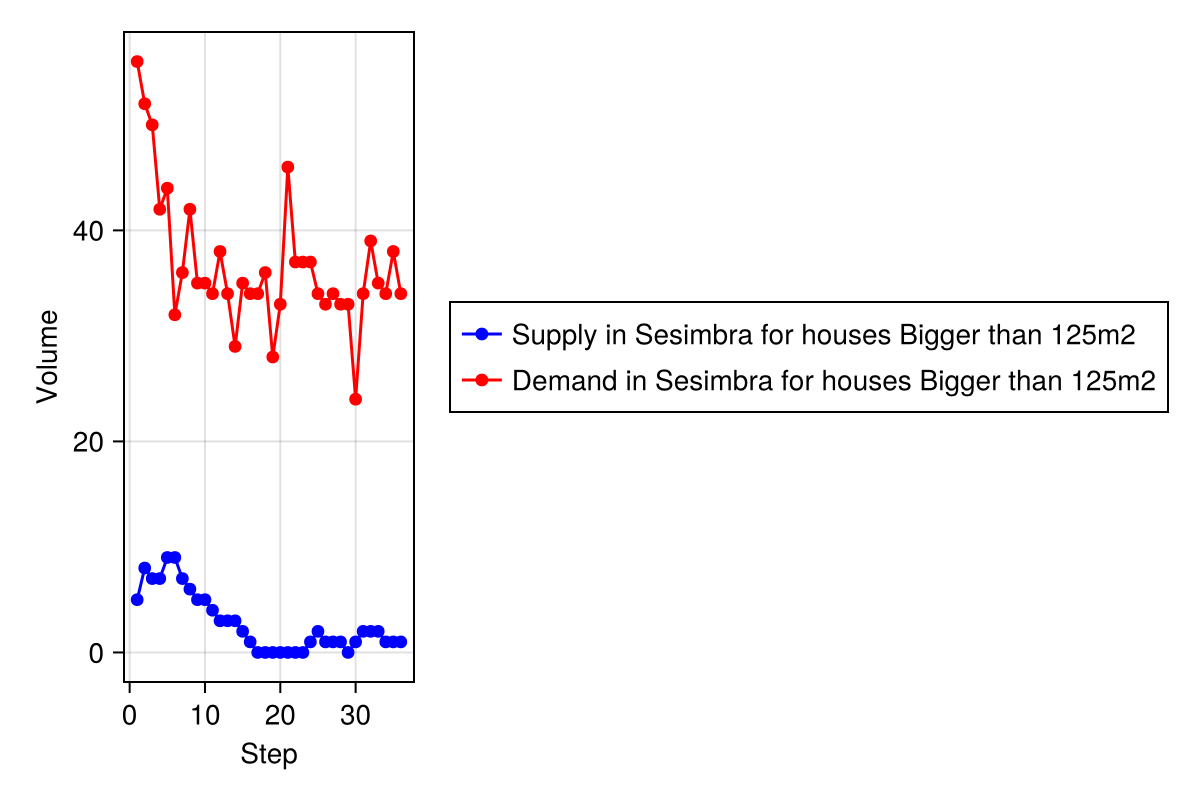 40
20
0
Volume
0 10 20 30
Step
Supply in Sesimbra for houses Bigger than 125m2
Demand in Sesimbra for houses Bigger than 125m2